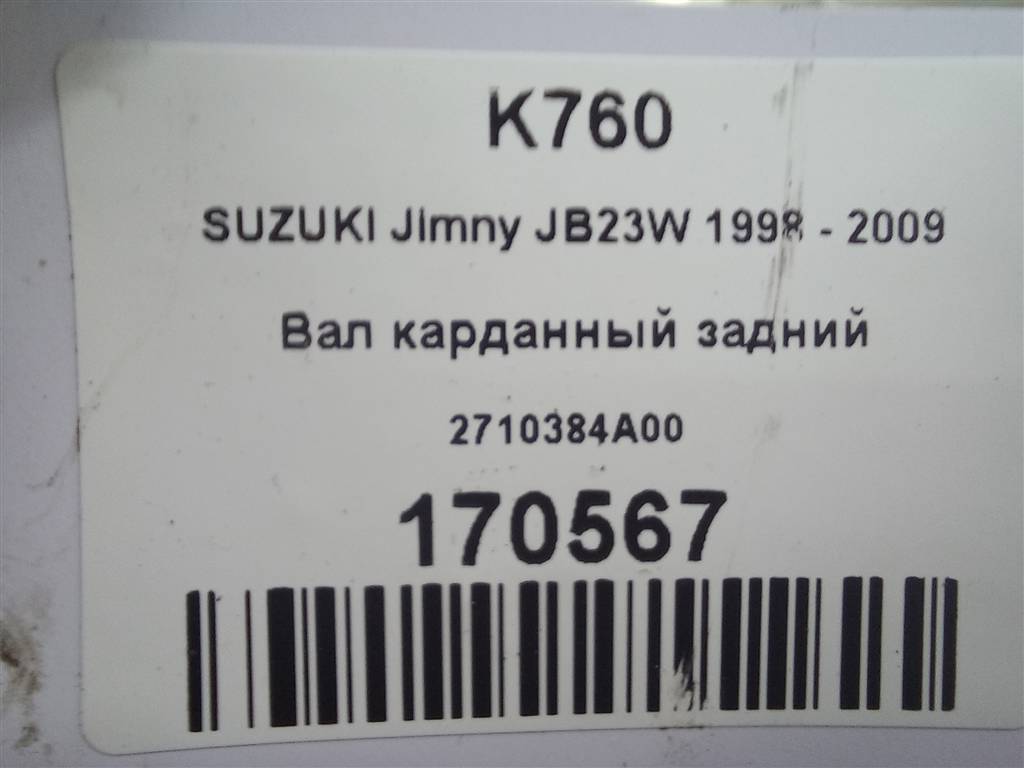 K760
SUZUKI Jimny JB23W 1998 - 2009
Вал карданный задний
2710384A00
170567